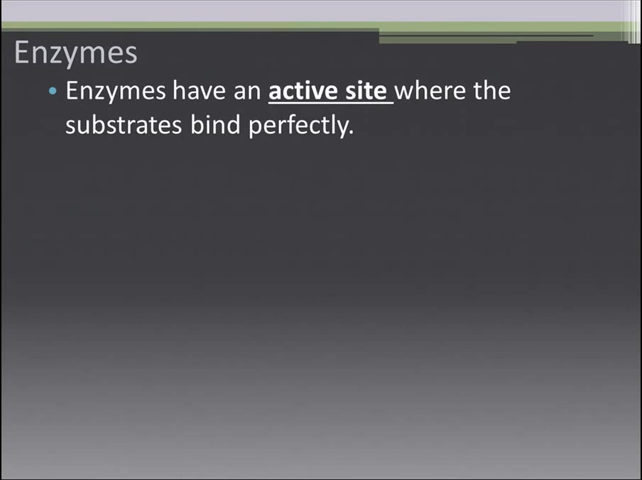 Enzymes
• Enzymes have an active site where the
substrates bind perfectly.